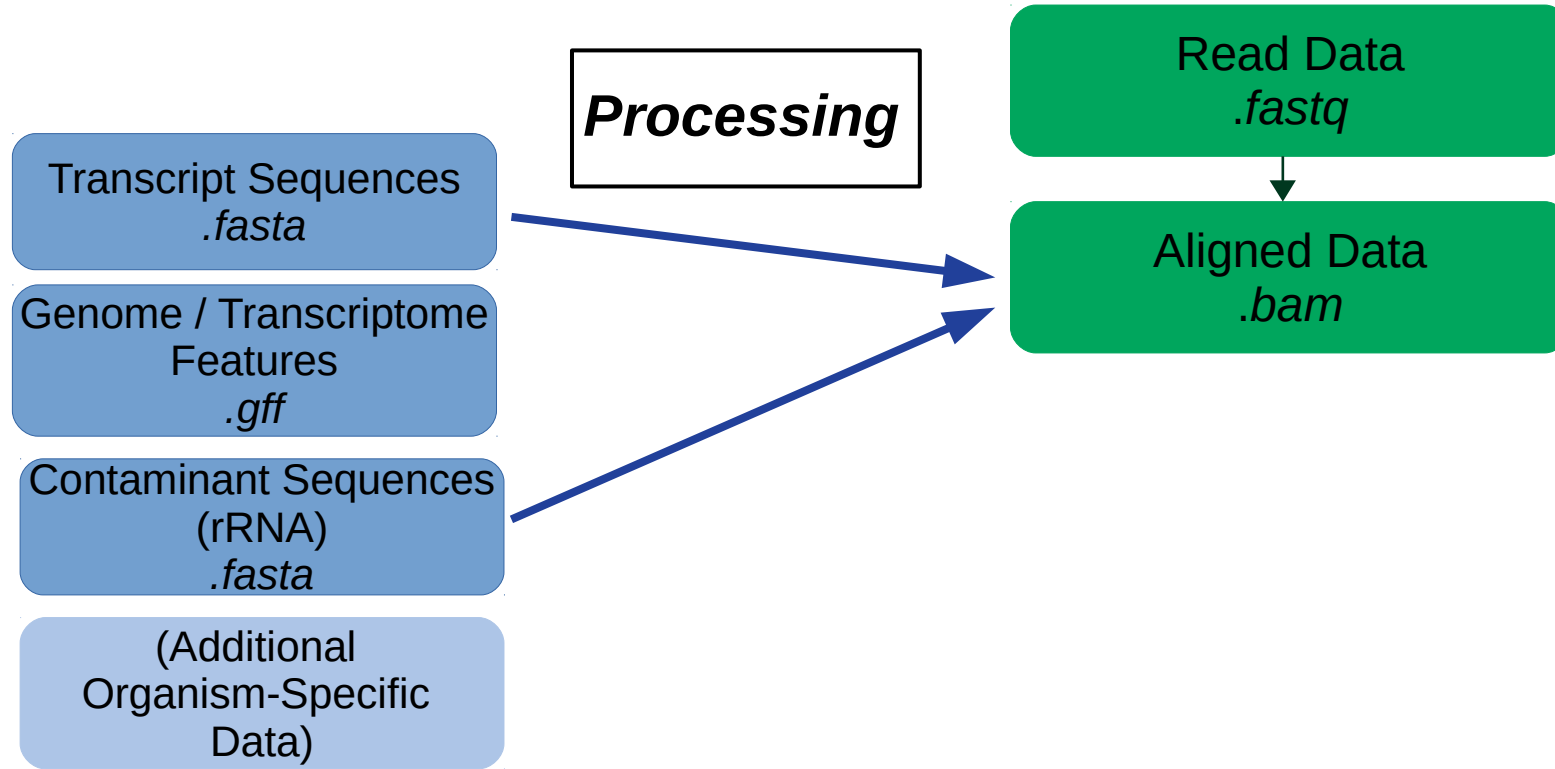 Processing
Transcript Sequences
.fasta
Genome / Transcriptome
Features
.gff
Contaminant Sequences
(rRNA)
.fasta
(Additional
Organism-Specific
Data)
Read Data
.fastq
Aligned Data
.bam